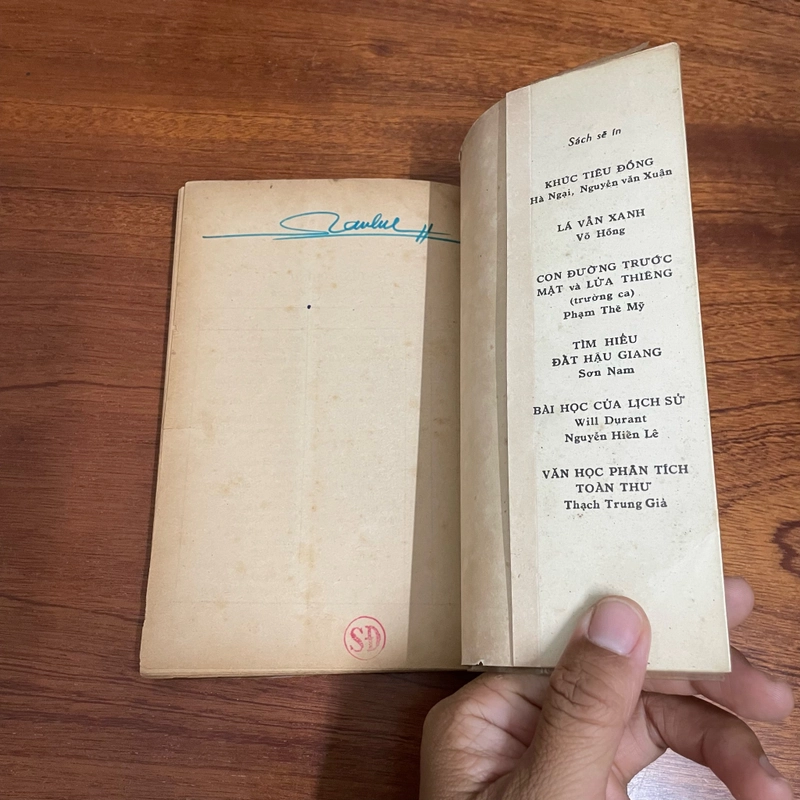 SĐ
Sách sẽ in
KHÚC TIÊU ĐỒNG
Hà Ngại, Nguyễn văn Xuân
LÁ VẪN XANH
Võ Hồng
CON ĐƯỜNG TRƯỚC
MẶT và LỬA THIÊNG
(trường ca)
Phạm Thế Mỹ
TÌM HIỂU
ĐẤT HẬU GIANG
Sơn Nam
BÀI HỌC CỦA LỊCH SỬ
Will Durant
Nguyễn Hiến Lê
VĂN HỌC PHÂN TÍCH
TOÀN THƯ
Thạch Trung Giả